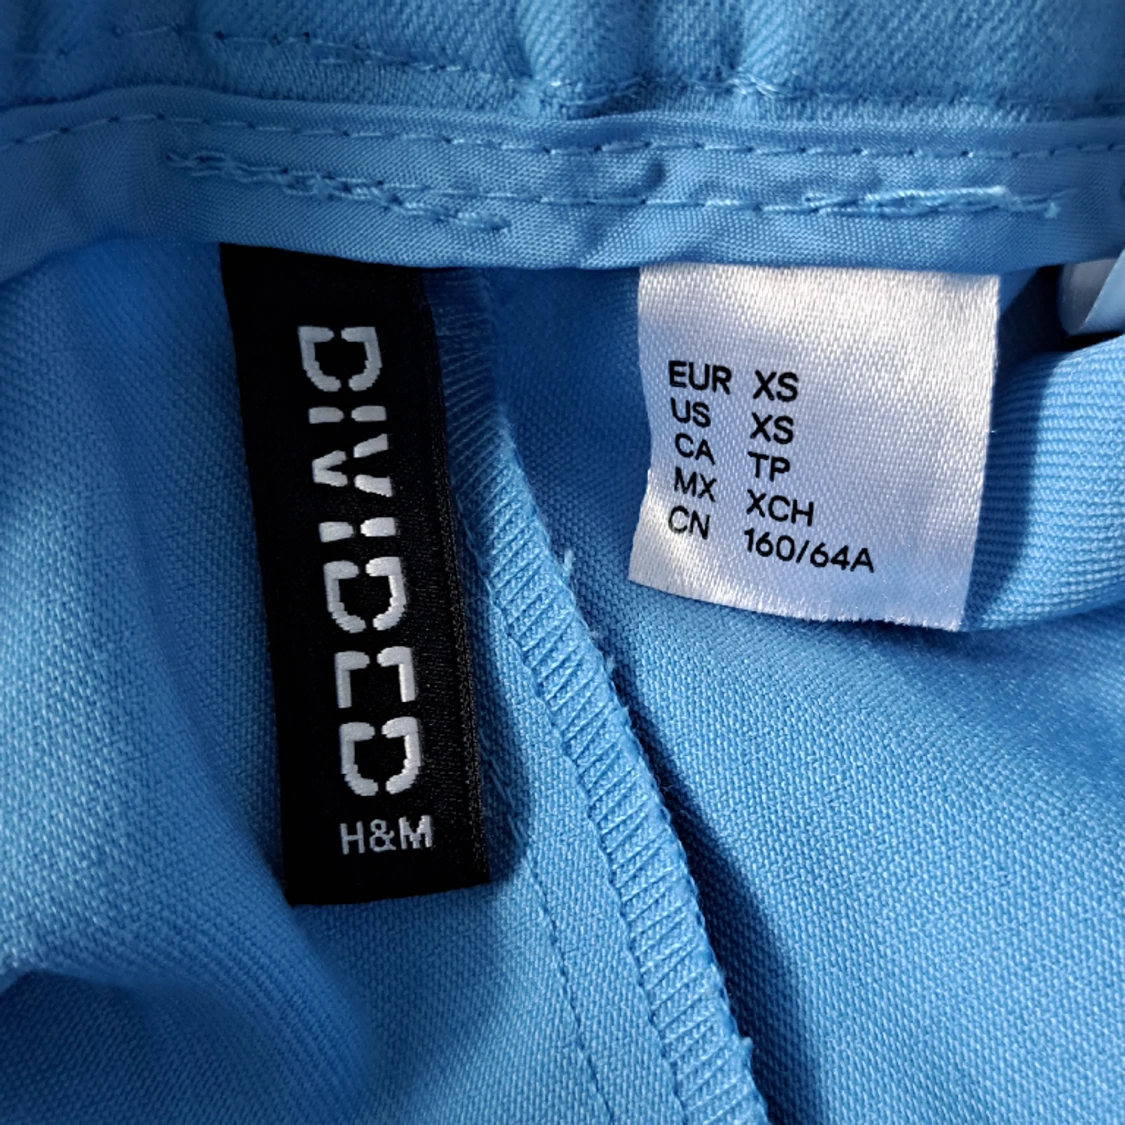 DIVIDED
H&M
EUR XS
US XS
CA TP
MX XCH
CN 160/64A